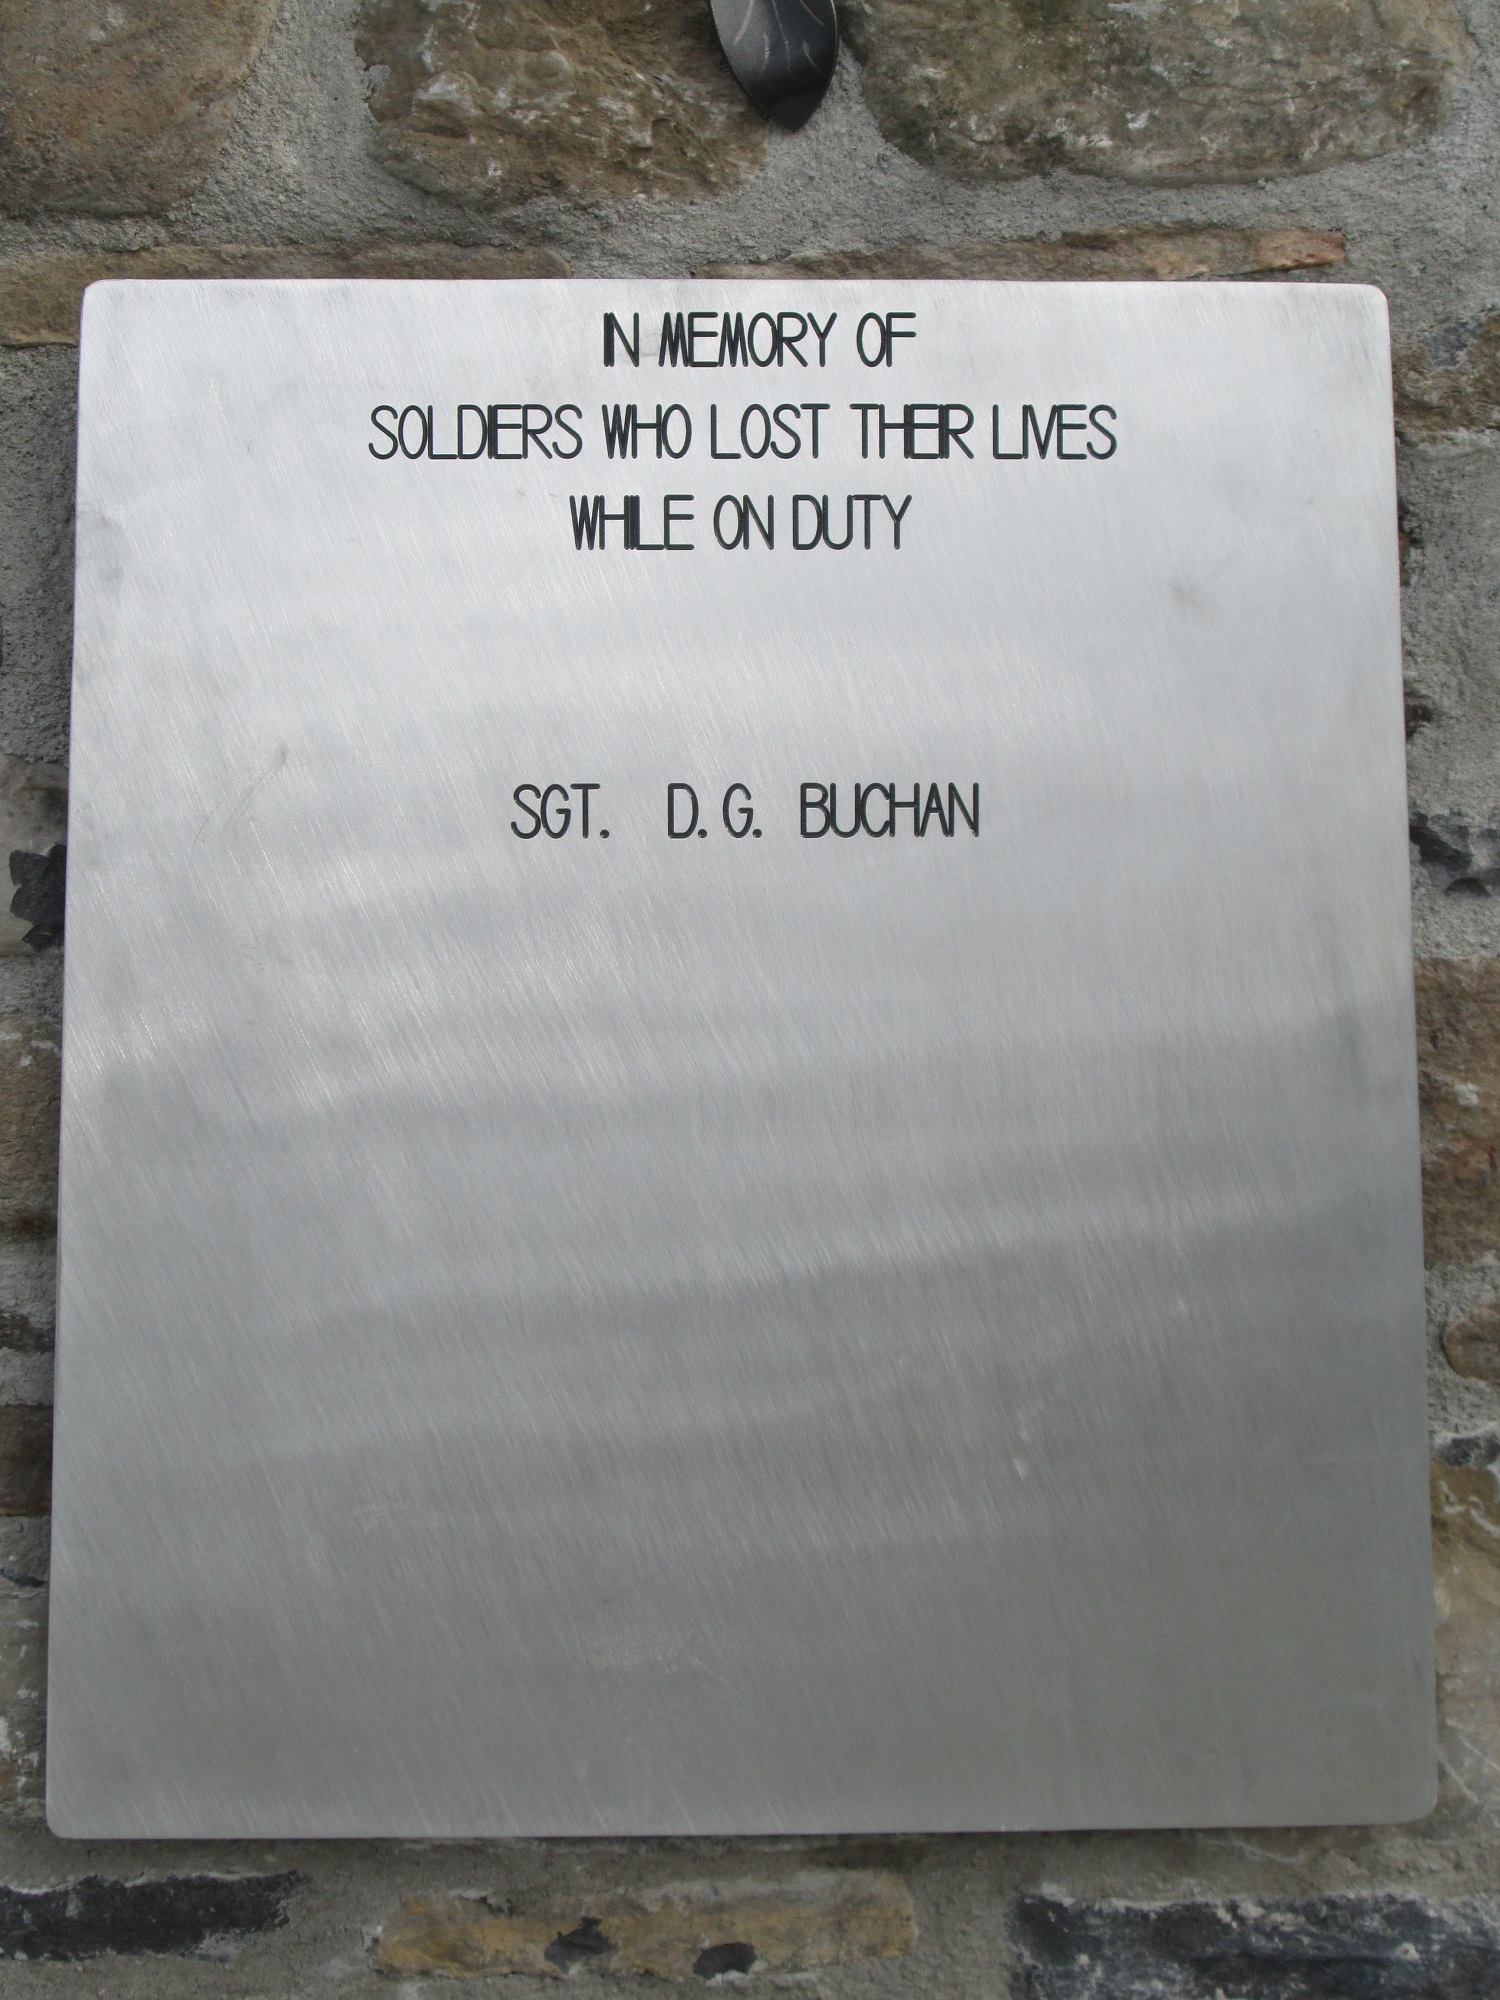 IN MEMORY OF
SOLDIERS WHO LOST THEIR LIVES
WHILE ON DUTY
SGT. D. G. BUCHAN